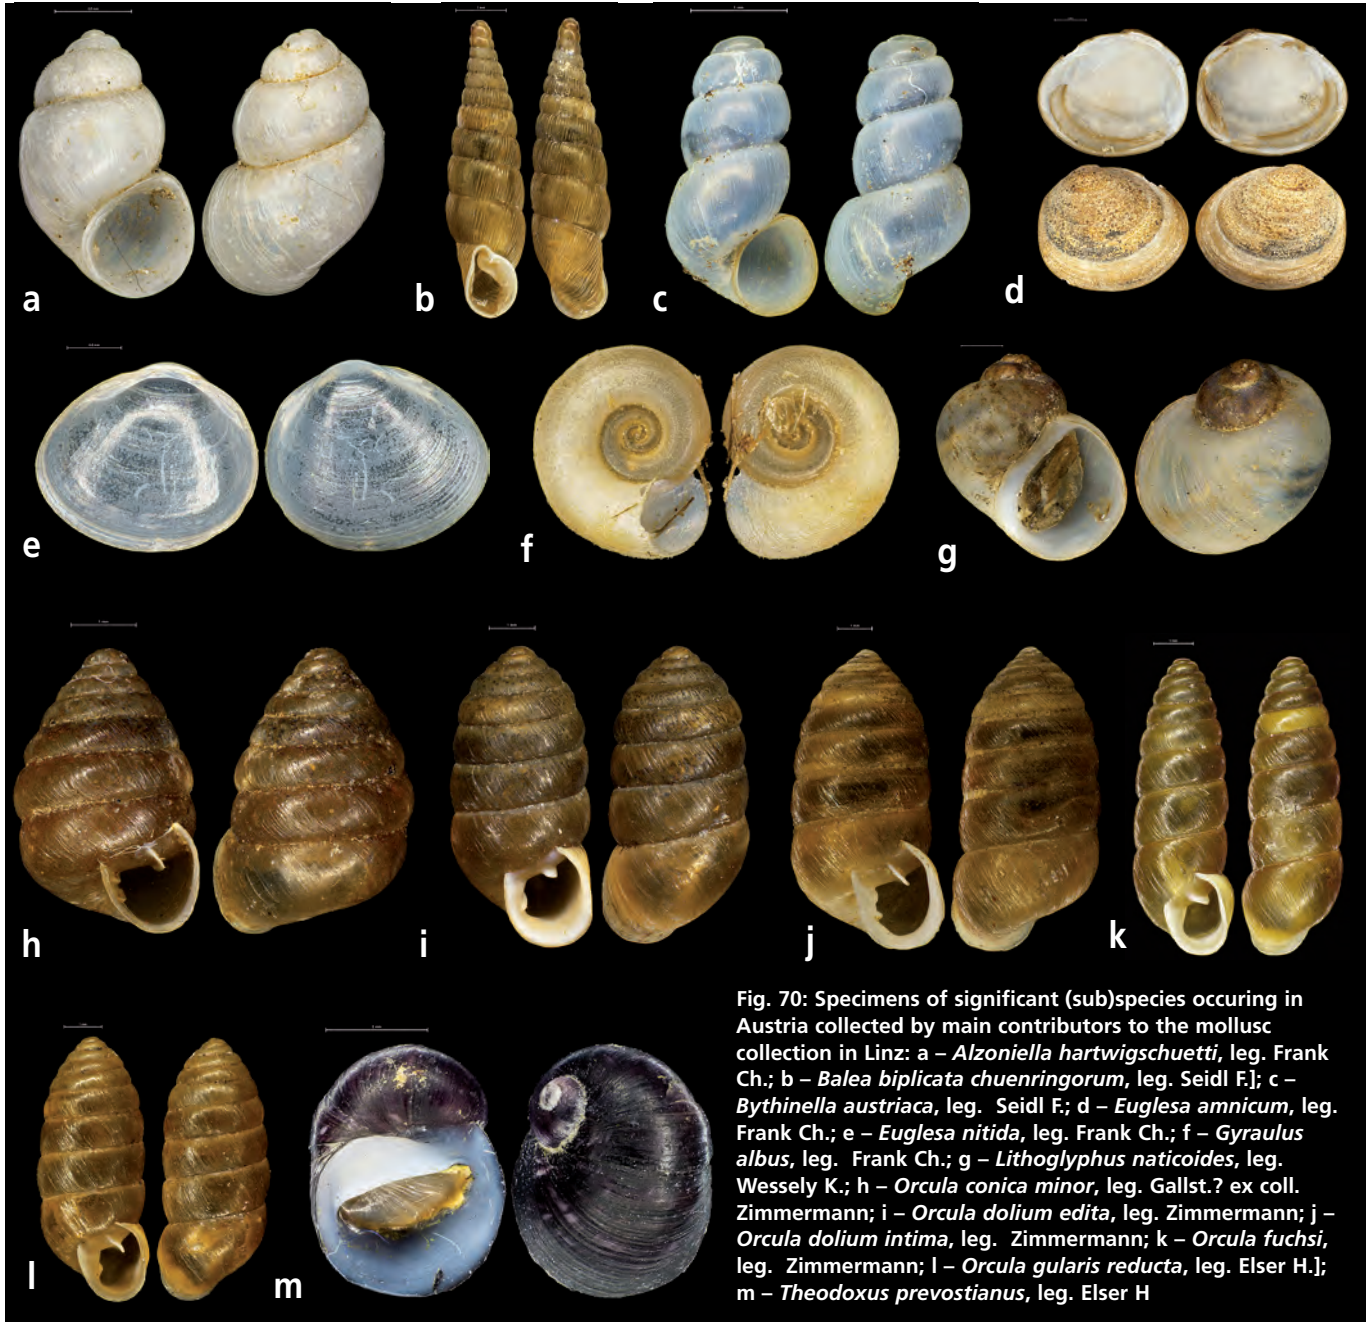 a
b
c
d
e
f
g
h
i
j
k
l
m
Fig. 70: Specimens of significant (sub)species occuring in
Austria collected by main contributors to the mollusc
collection in Linz: a – Alzoniella hartwigschuetti, leg. Frank
Ch.; b – Balea biplicata chuenringorum, leg. Seidl F.]; c –
Bythinella austriaca, leg. Seidl F.; d – Euglesa amnicum, leg.
Frank Ch.; e – Euglesa nitida, leg. Frank Ch.; f – Gyraulus
albus, leg. Frank Ch.; g – Lithoglyphus naticoides, leg.
Wessely K.; h – Orcula conica minor, leg. Gallst.? ex coll.
Zimmermann; i – Orcula dolium edita, leg. Zimmermann; j –
Orcula dolium intima, leg. Zimmermann; k – Orcula fuchsi,
leg. Zimmermann; l – Orcula gularis reducta, leg. Elser H.];
m – Theodoxus prevostianus, leg. Elser H